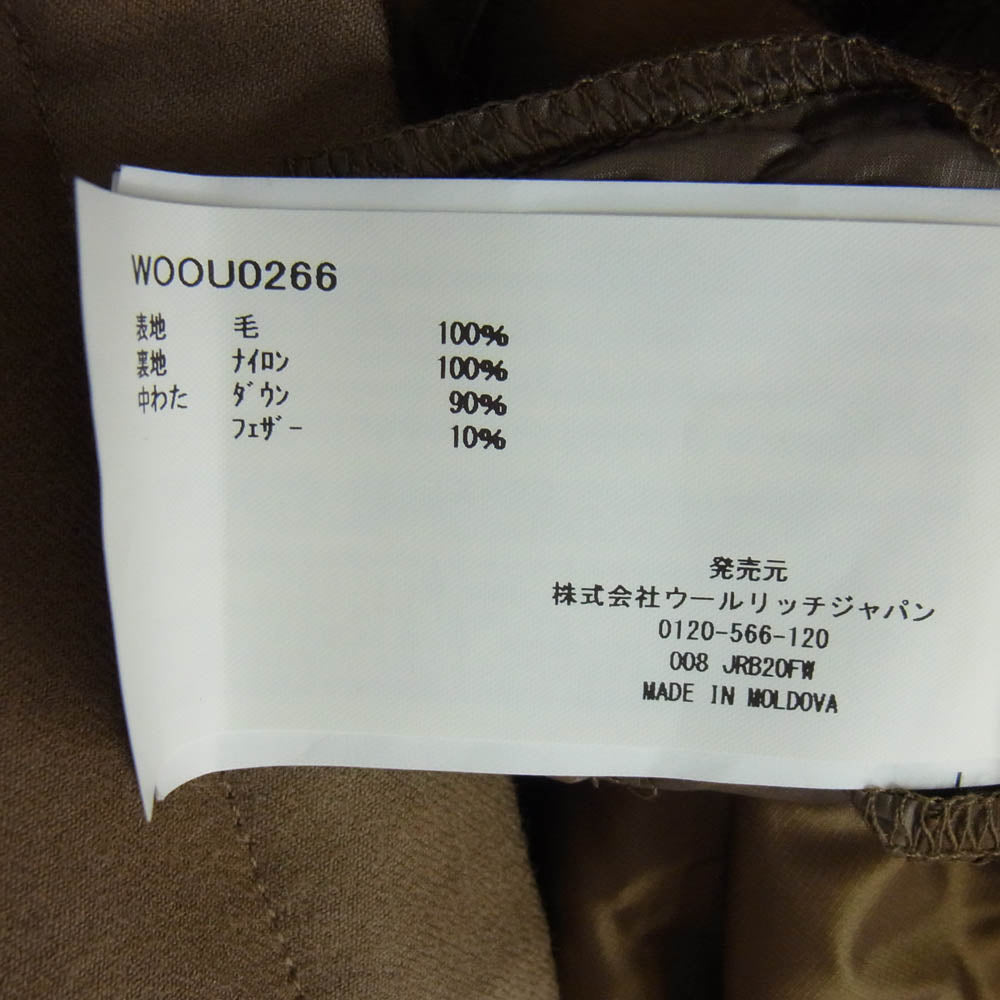 WOOU0266
表地 毛 100%
裏地 ﾅｲﾛﾝ 100%
中わた ﾀﾞｳﾝ 90%
ﾌｪｻﾞｰ 10%
発売元
株式会社ウールリッチジャパン
0120-566-120
008 JRB20FW
MADE IN MOLDOVA